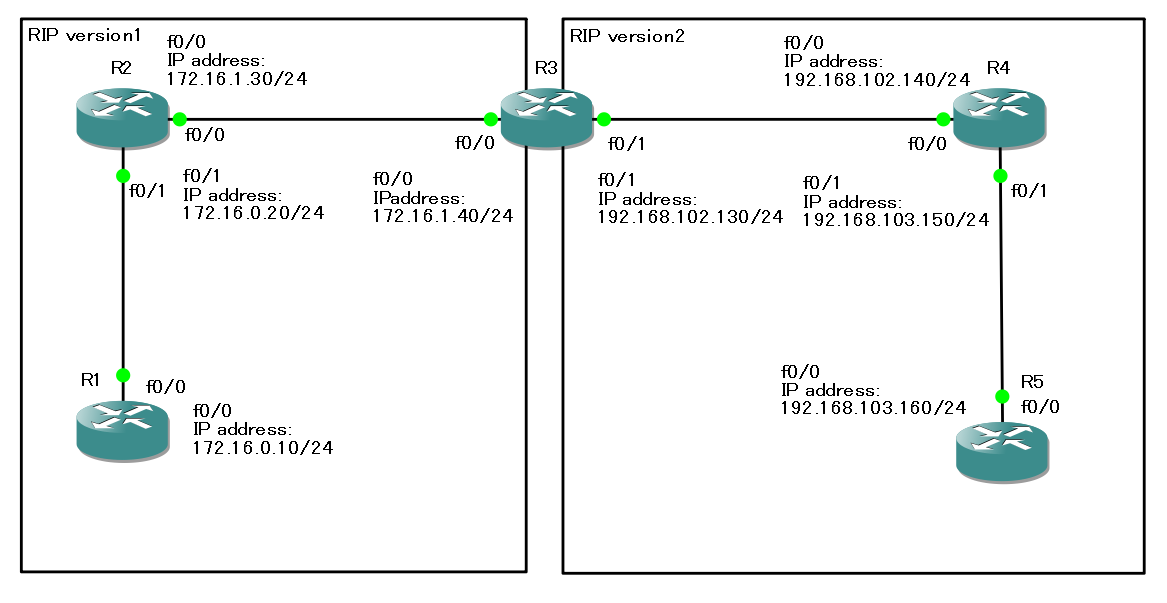 RIP version1
f0/0
IP address:
172.16.1.30/24
R2
f0/0
f0/1
f0/1
IP address:
172.16.0.20/24
f0/0
IPaddress:
172.16.1.40/24
f0/0
R3
R1
f0/0
f0/0
IP address:
172.16.0.10/24
RIP version2
f0/0
IP address:
192.168.102.140/24
R4
f0/1
f0/0
f0/1
IP address:
192.168.102.130/24
f0/1
IP address:
192.168.103.150/24
f0/1
f0/0
IP address:
192.168.103.160/24
R5
f0/0